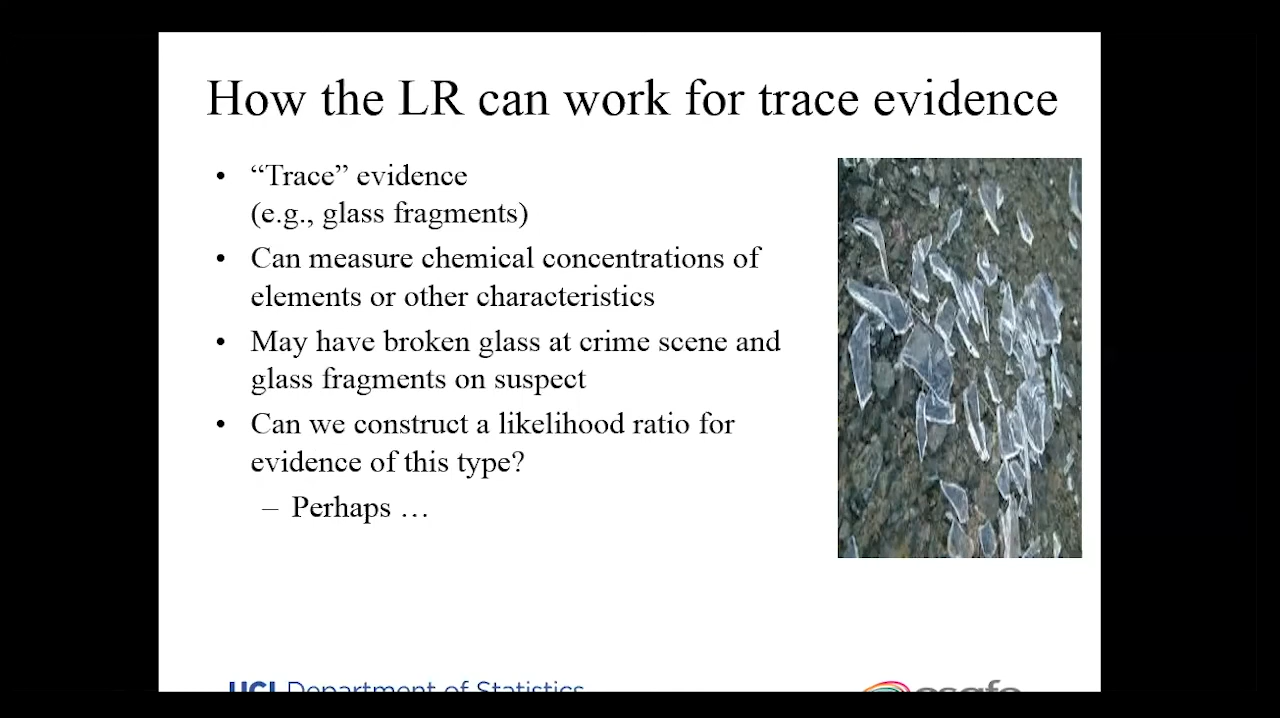 How the LR can work for trace evidence
• “Trace” evidence
(e.g., glass fragments)
• Can measure chemical concentrations of
elements or other characteristics
• May have broken glass at crime scene and
glass fragments on suspect
• Can we construct a likelihood ratio for
evidence of this type?
– Perhaps …
UCI Department of Statistics
csafe